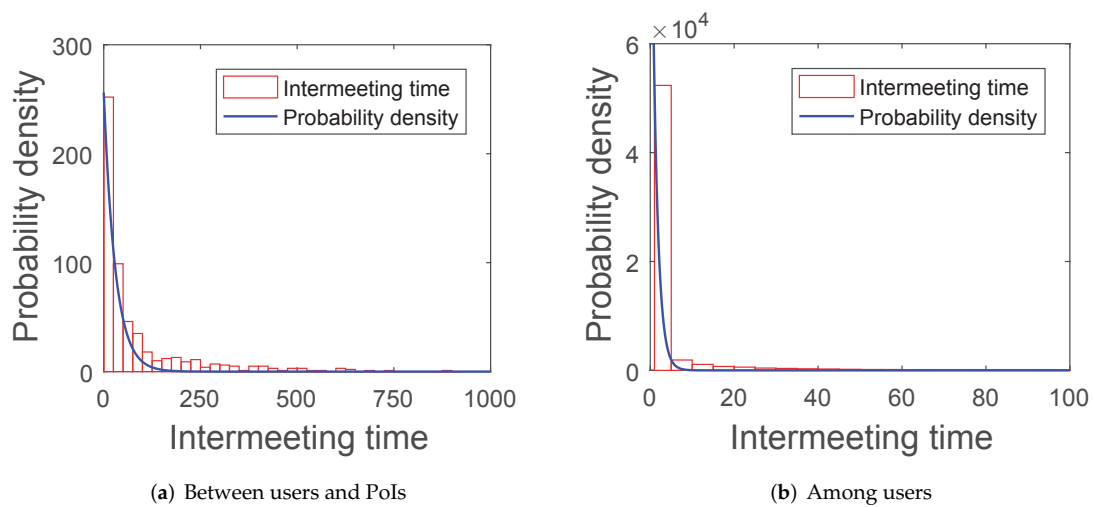 300
200
100
0
Probability density
Intermeeting time
Probability density
0 250 500 750 1000
Intermeeting time
(a) Between users and PoIs
× 10^4
6
4
2
0
Probability density
Intermeeting time
Probability density
0 20 40 60 80 100
Intermeeting time
(b) Among users